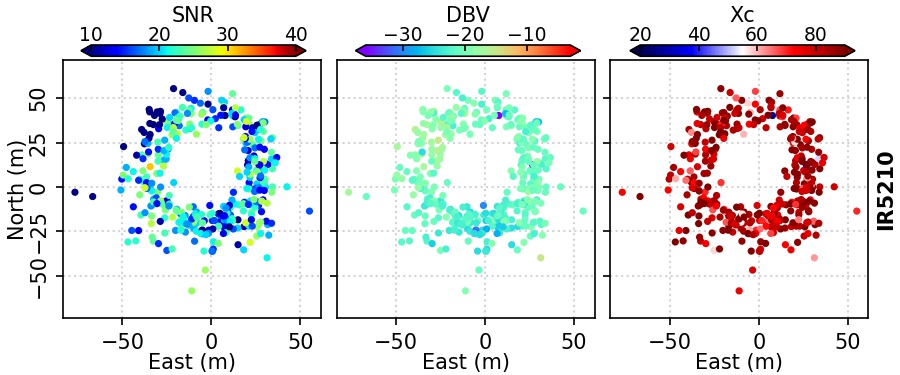 SNR DBV Xc
10 20 30 40 −30 −20 −10 20 40 60 80
50
25
0
−25
−50
North (m)
IR5210
−50 0 50 −50 0 50 −50 0 50
East (m) East (m) East (m)